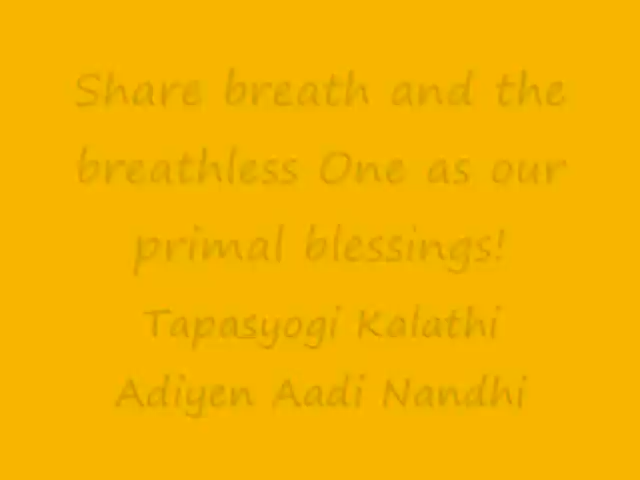 Share breath and the
breathless One as our
primal blessings!
Tapasyogi Kalathi
Adiyen Aadi Nandhi